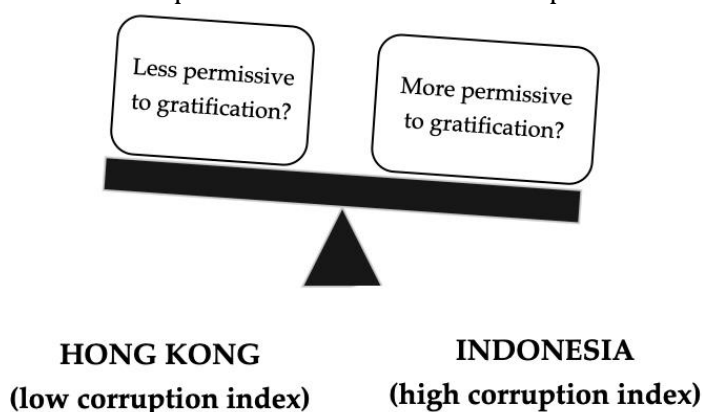 Less permissive
to gratification?
More permissive
to gratification?
HONG KONG
(low corruption index)
INDONESIA
(high corruption index)